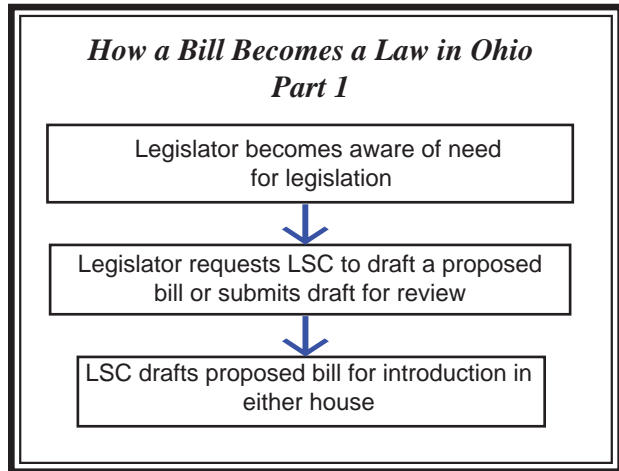 How a Bill Becomes a Law in Ohio
Part 1
Legislator becomes aware of need
for legislation
Legislator requests LSC to draft a proposed
bill or submits draft for review
LSC drafts proposed bill for introduction in
either house